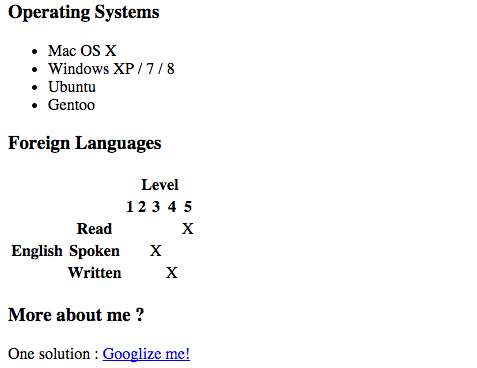 Operating Systems
Mac OS X
Windows XP / 7 / 8
Ubuntu
Gentoo
Foreign Languages
Level
1 2 3 4 5
Read X
English Spoken X
Written X
More about me ?
One solution : Googlize me!